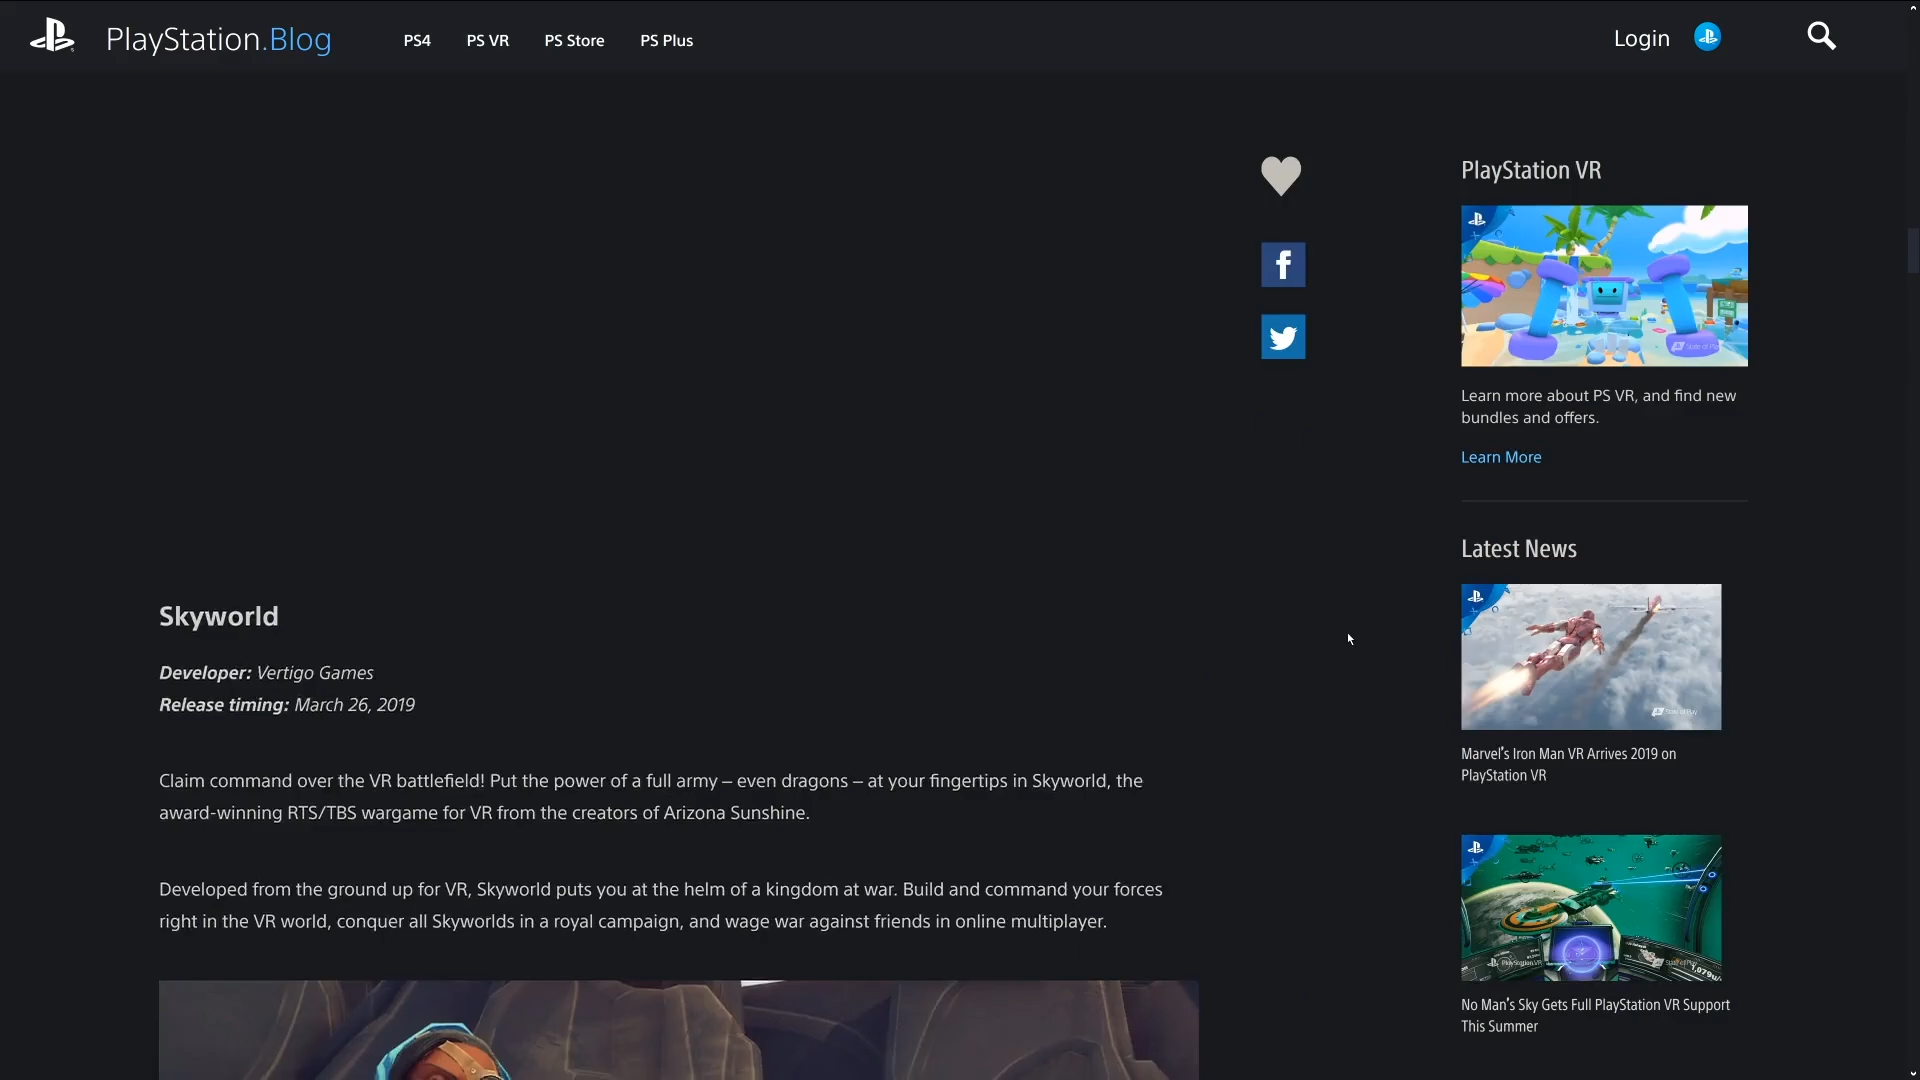 PlayStation.Blog
PS4
PS VR
PS Store
PS Plus
Login
PlayStation VR
Learn more about PS VR, and find new
bundles and offers.
Learn More
Latest News
Marvel's Iron Man VR Arrives 2019 on
PlayStation VR
No Man's Sky Gets Full PlayStation VR Support
This Summer
Skyworld
Developer: Vertigo Games
Release timing: March 26, 2019
Claim command over the VR battlefield! Put the power of a full army – even dragons – at your fingertips in Skyworld, the
award-winning RTS/TBS wargame for VR from the creators of Arizona Sunshine.
Developed from the ground up for VR, Skyworld puts you at the helm of a kingdom at war. Build and command your forces
right in the VR world, conquer all Skyworlds in a royal campaign, and wage war against friends in online multiplayer.